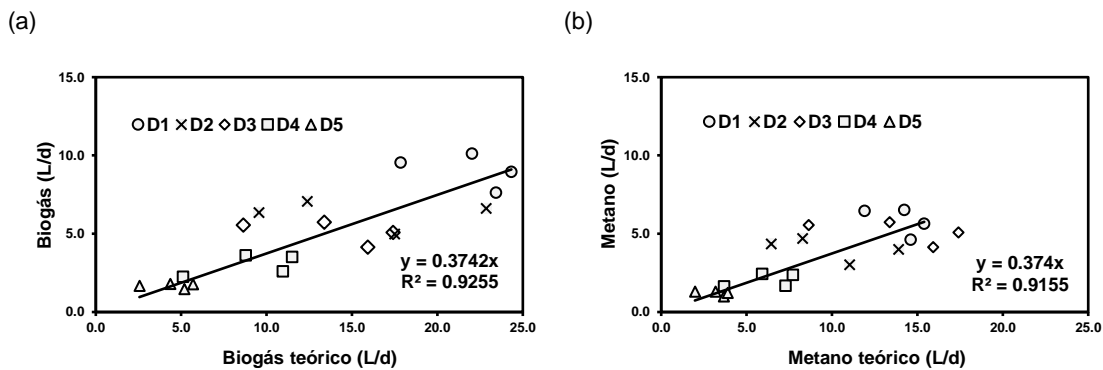 (a)
15.0
10.0
5.0
0.0
0.0 5.0 10.0 15.0 20.0 25.0
Biogás (L/d)
Biogás teórico (L/d)
D1 D2 D3 D4 D5
y = 0.3742x
R² = 0.9255
(b)
15.0
10.0
5.0
0.0
0.0 5.0 10.0 15.0 20.0 25.0
Metano (L/d)
Metano teórico (L/d)
D1 D2 D3 D4 D5
y = 0.374x
R² = 0.9155